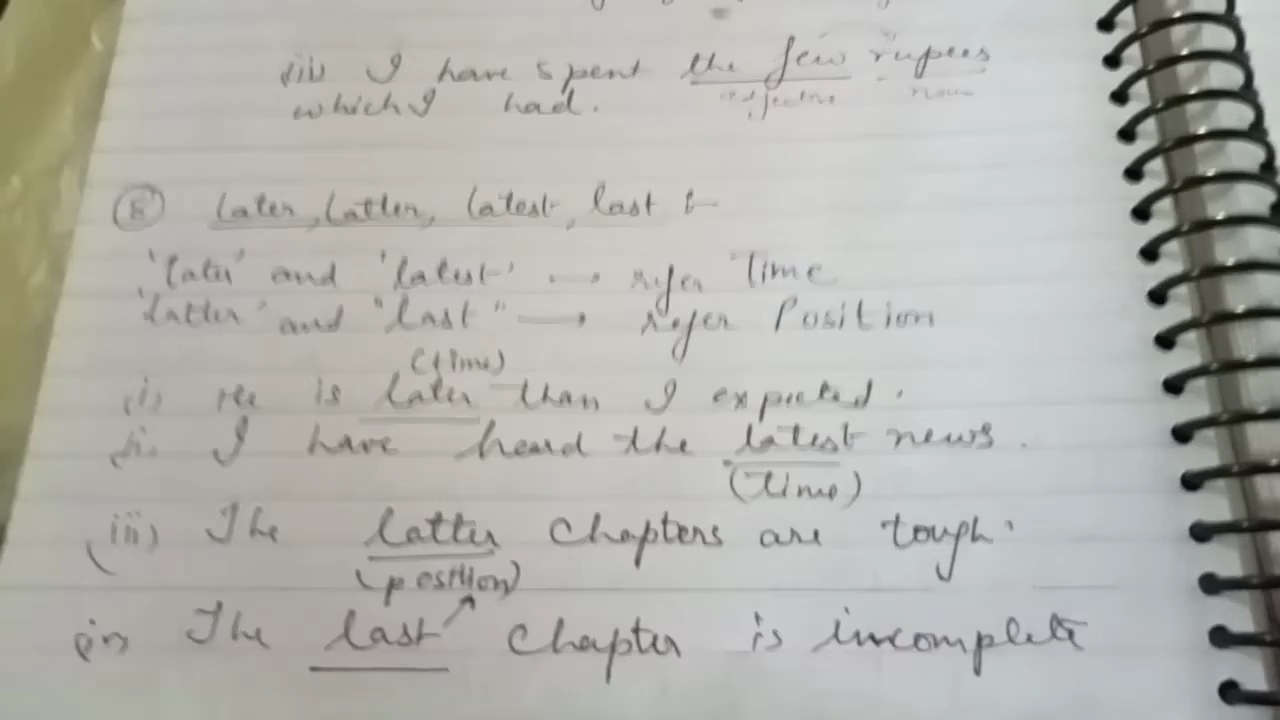 (iii) I have spent the few rupees
adjective noun
which I had.
(8) Later, Latter, latest, last :-
'later' and 'latest' → refer Time
'latter' and "last" → refer Position
(time)
(i) He is later than I expected.
ii. I have heard the latest news.
(time)
(iii) The latter chapters are tough.
(position)
(iv) The last chapter is incomplete